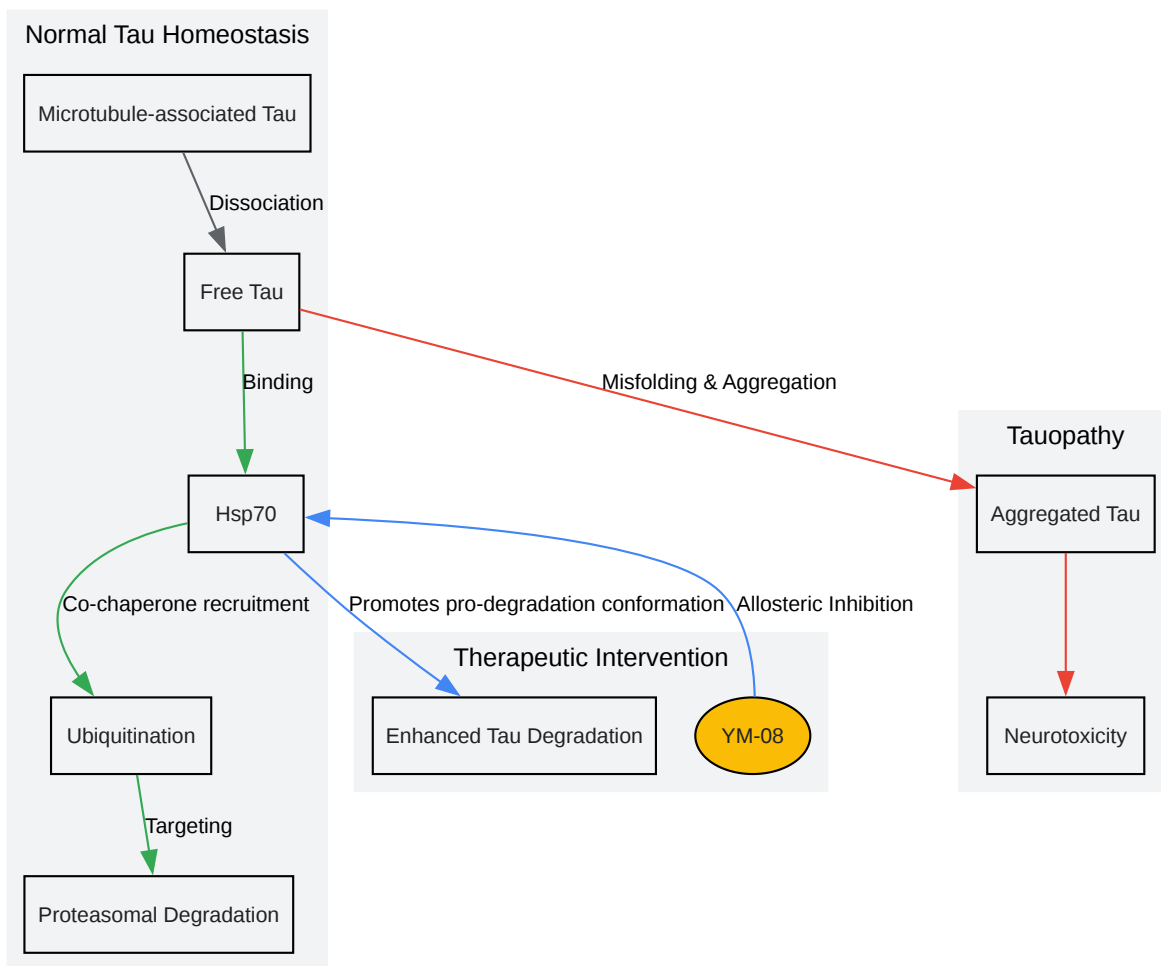 Normal Tau Homeostasis
Microtubule-associated Tau
Dissociation
Free Tau
Binding
Misfolding & Aggregation
Tauopathy
Hsp70
Aggregated Tau
Co-chaperone recruitment
Promotes pro-degradation conformation
Allosteric Inhibition
Therapeutic Intervention
Ubiquitination
Enhanced Tau Degradation
YM-08
Neurotoxicity
Targeting
Proteasomal Degradation